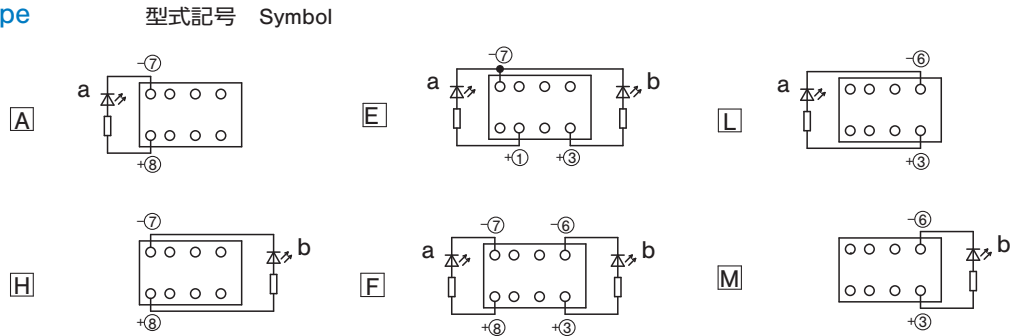 pe 型式記号 Symbol
-⑦ -⑦ -⑥
a a b a
A E L
+⑧ +① +③ +③
-⑦ -⑦ -⑥ -⑥
b a b b
H F M
+⑧ +⑧ +③ +③